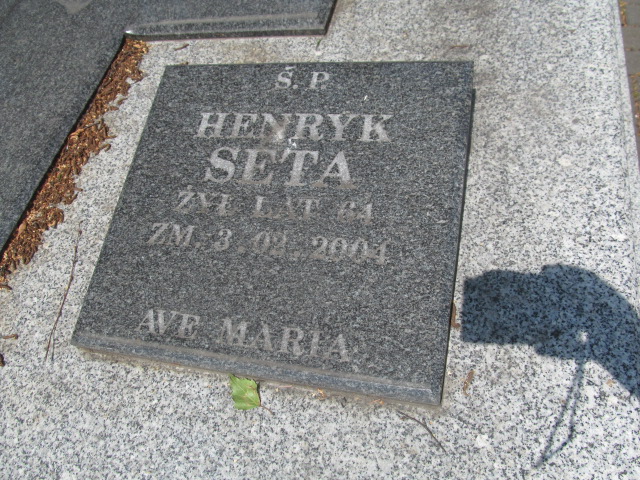 Ś. P.
HENRYK
SETA
ŻYŁ LAT 64
ZM. 3.02.2004
AVE MARIA